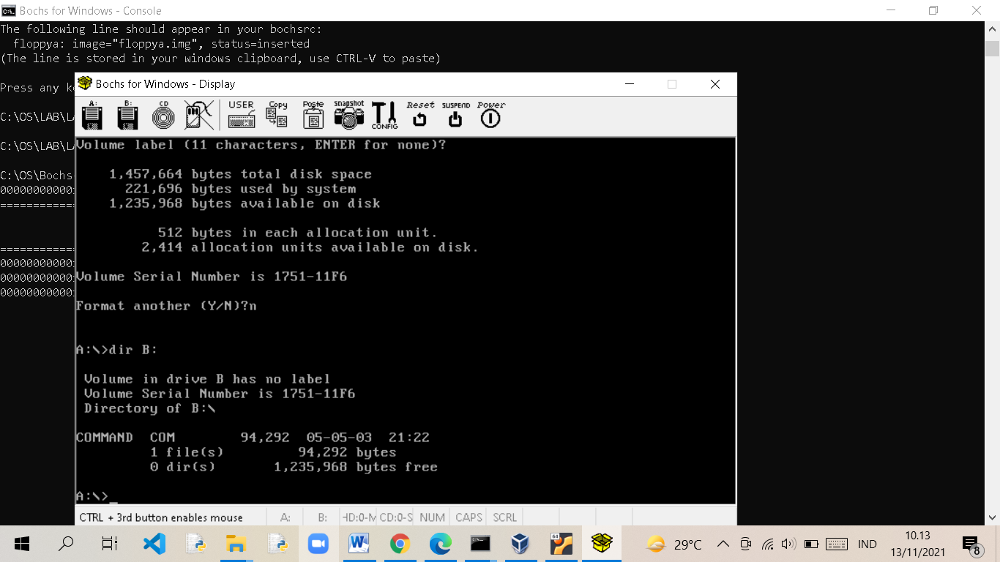 Bochs for Windows - Console
The following line should appear in your bochsrc:
floppya: image="floppya.img", status=inserted
(The line is stored in your windows clipboard, use CTRL-V to paste)
Press any k
C:\OS\LAB\L
C:\OS\LAB\L
C:\OS\Bochs
00000000000
============
============
00000000000
00000000000
00000000000
Bochs for Windows - Display
A: B: CD USER Copy Paste snapshot CONFIG Reset SUSPEND Power
Volume label (11 characters, ENTER for none)?
1,457,664 bytes total disk space
221,696 bytes used by system
1,235,968 bytes available on disk
512 bytes in each allocation unit.
2,414 allocation units available on disk.
Volume Serial Number is 1751-11F6
Format another (Y/N)?n
A:\>dir B:
Volume in drive B has no label
Volume Serial Number is 1751-11F6
Directory of B:\
COMMAND COM 94,292 05-05-03 21:22
1 file(s) 94,292 bytes
0 dir(s) 1,235,968 bytes free
A:\>_
CTRL + 3rd button enables mouse A: B: HD:0-M CD:0-S NUM CAPS SCRL
29°C IND 10.13
13/11/2021
8